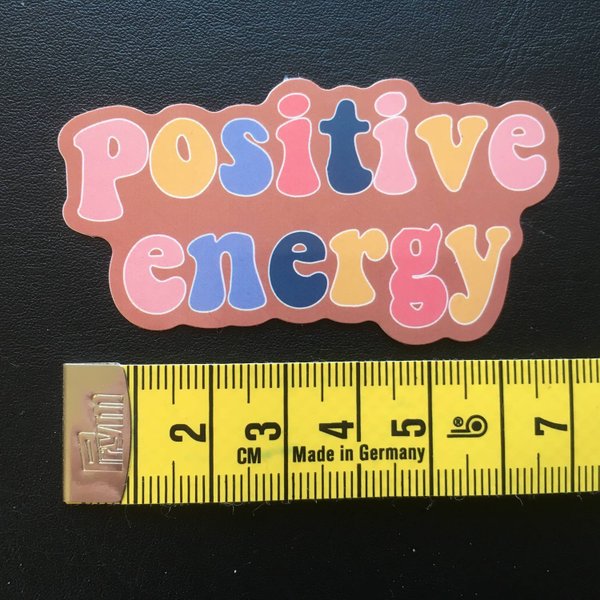 positive
energy
Prym
2 3 4 5 6® 7
CM Made in Germany